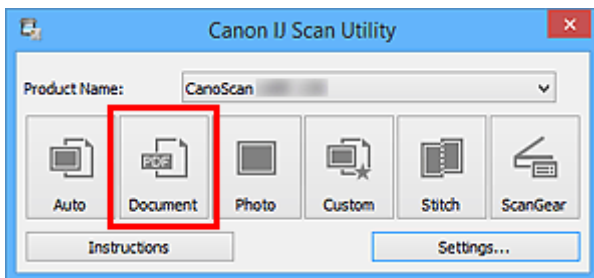 Canon IJ Scan Utility
Product Name: CanoScan
PDF
Auto Document Photo Custom Stitch ScanGear
Instructions Settings...